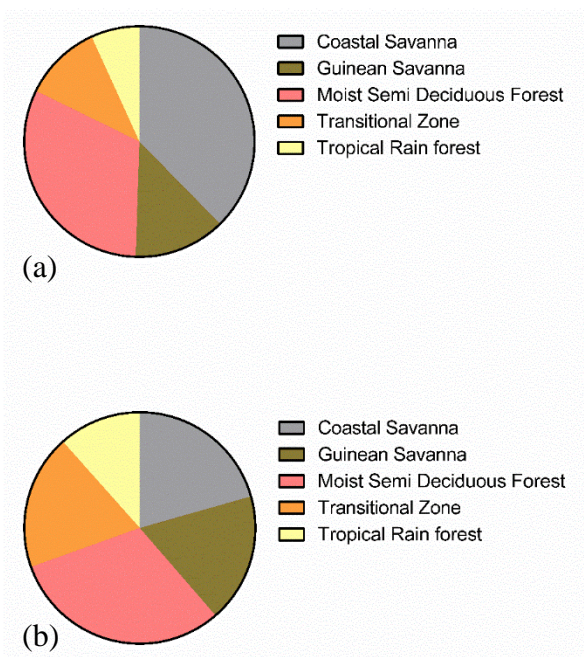 Coastal Savanna
Guinean Savanna
Moist Semi Deciduous Forest
Transitional Zone
Tropical Rain forest
(a)
Coastal Savanna
Guinean Savanna
Moist Semi Deciduous Forest
Transitional Zone
Tropical Rain forest
(b)